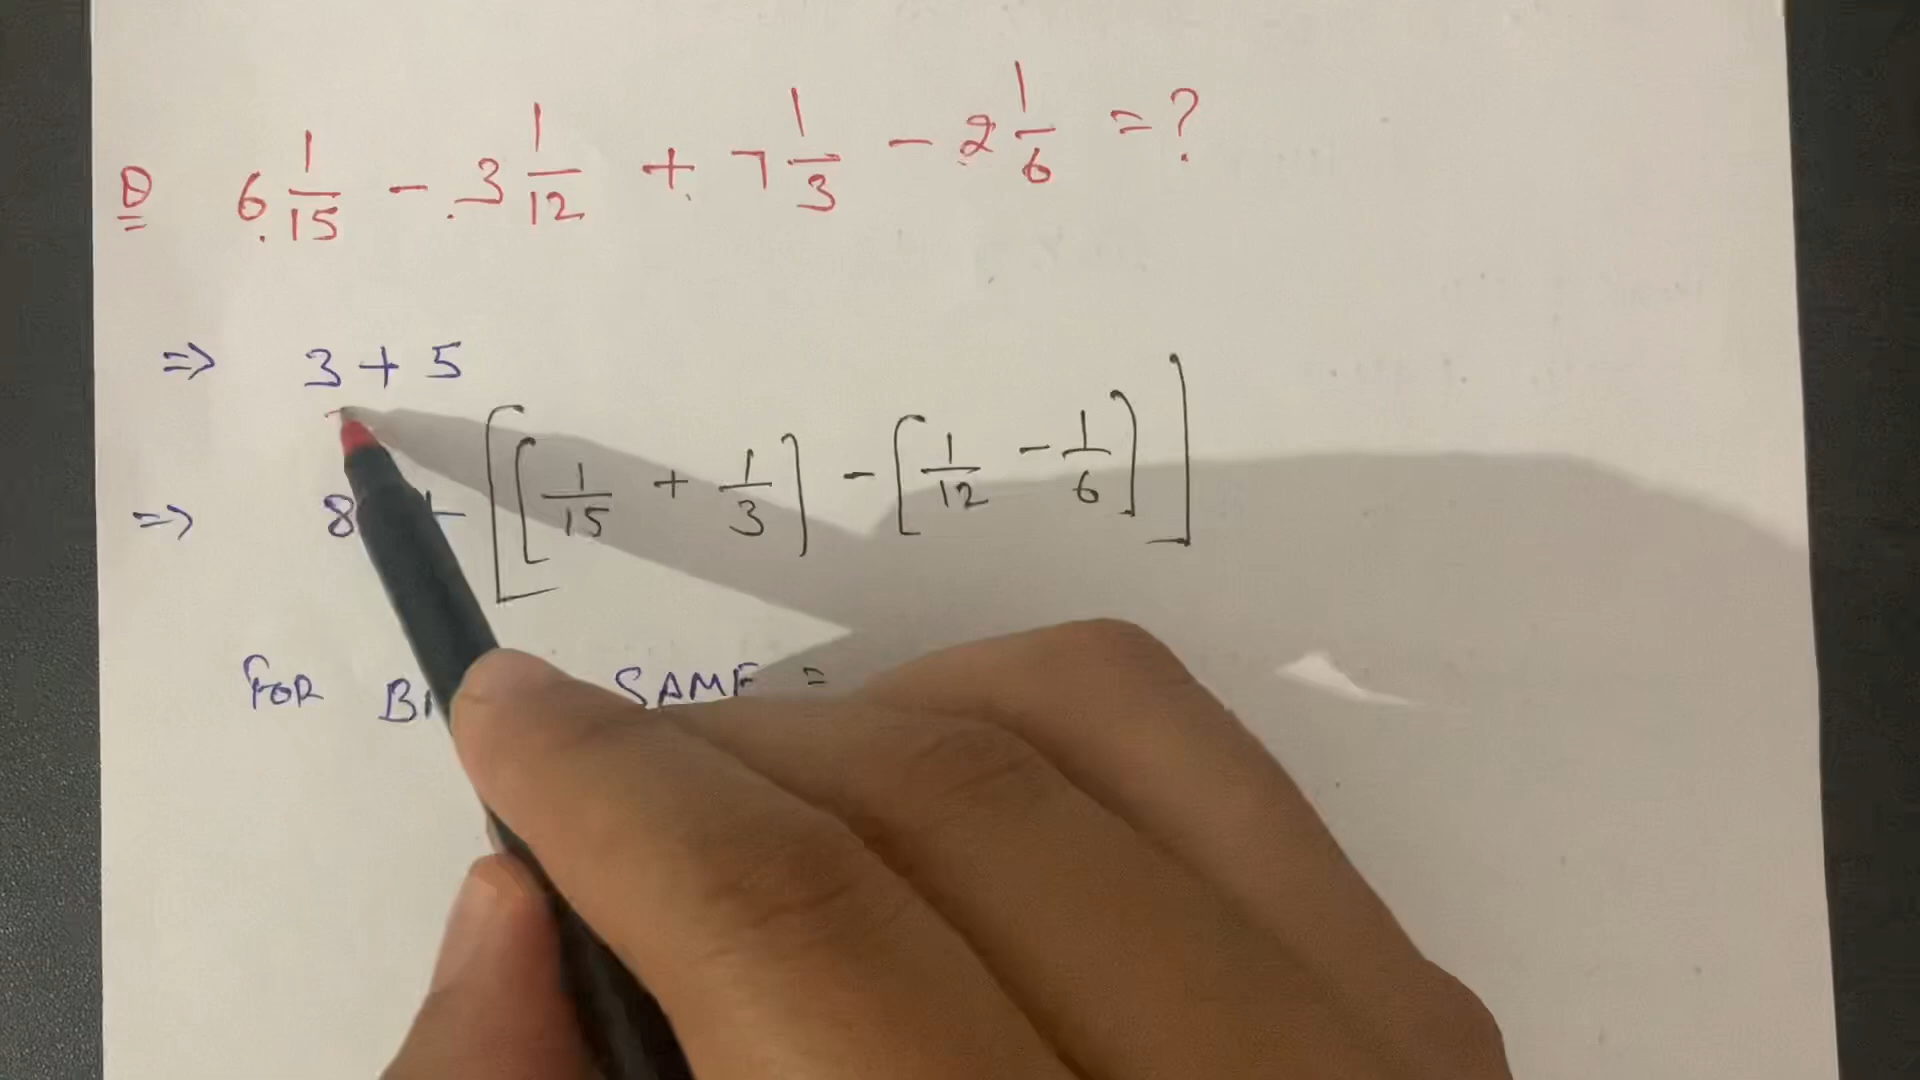 Q 6 1/15 - 3 1/12 + 7 1/3 - 2 1/6 = ?
=> 3 + 5
=> 8 + [[1/15 + 1/3] - [1/12 - 1/6]]
FOR SAME =